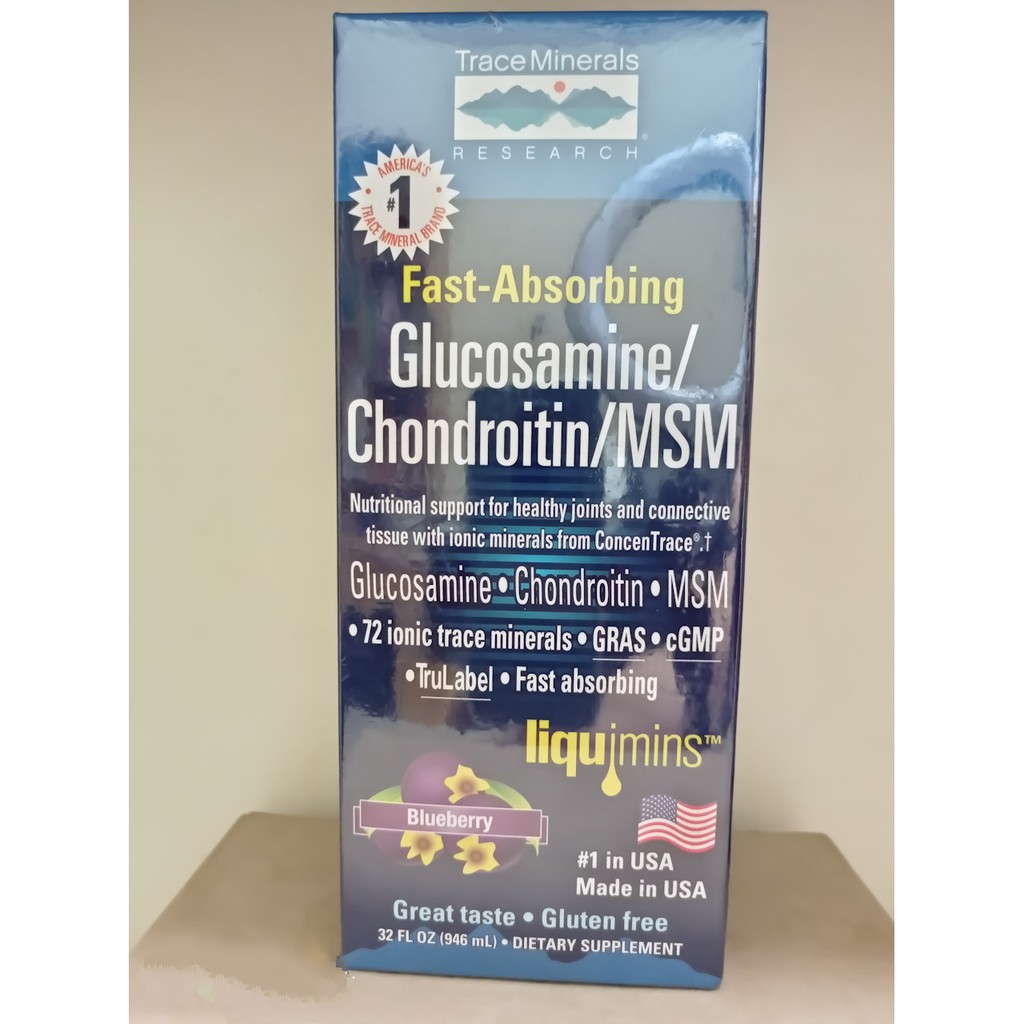 Trace Minerals
RESEARCH
AMERICA'S
#1
TRACE MINERAL BRAND
Fast-Absorbing
Glucosamine/
Chondroitin/MSM
Nutritional support for healthy joints and connective
tissue with ionic minerals from ConcenTrace®.†
Glucosamine • Chondroitin • MSM
• 72 ionic trace minerals • GRAS • cGMP
• TruLabel • Fast absorbing
liquimins™
Blueberry
#1 in USA
Made in USA
Great taste • Gluten free
32 FL OZ (946 mL) • DIETARY SUPPLEMENT